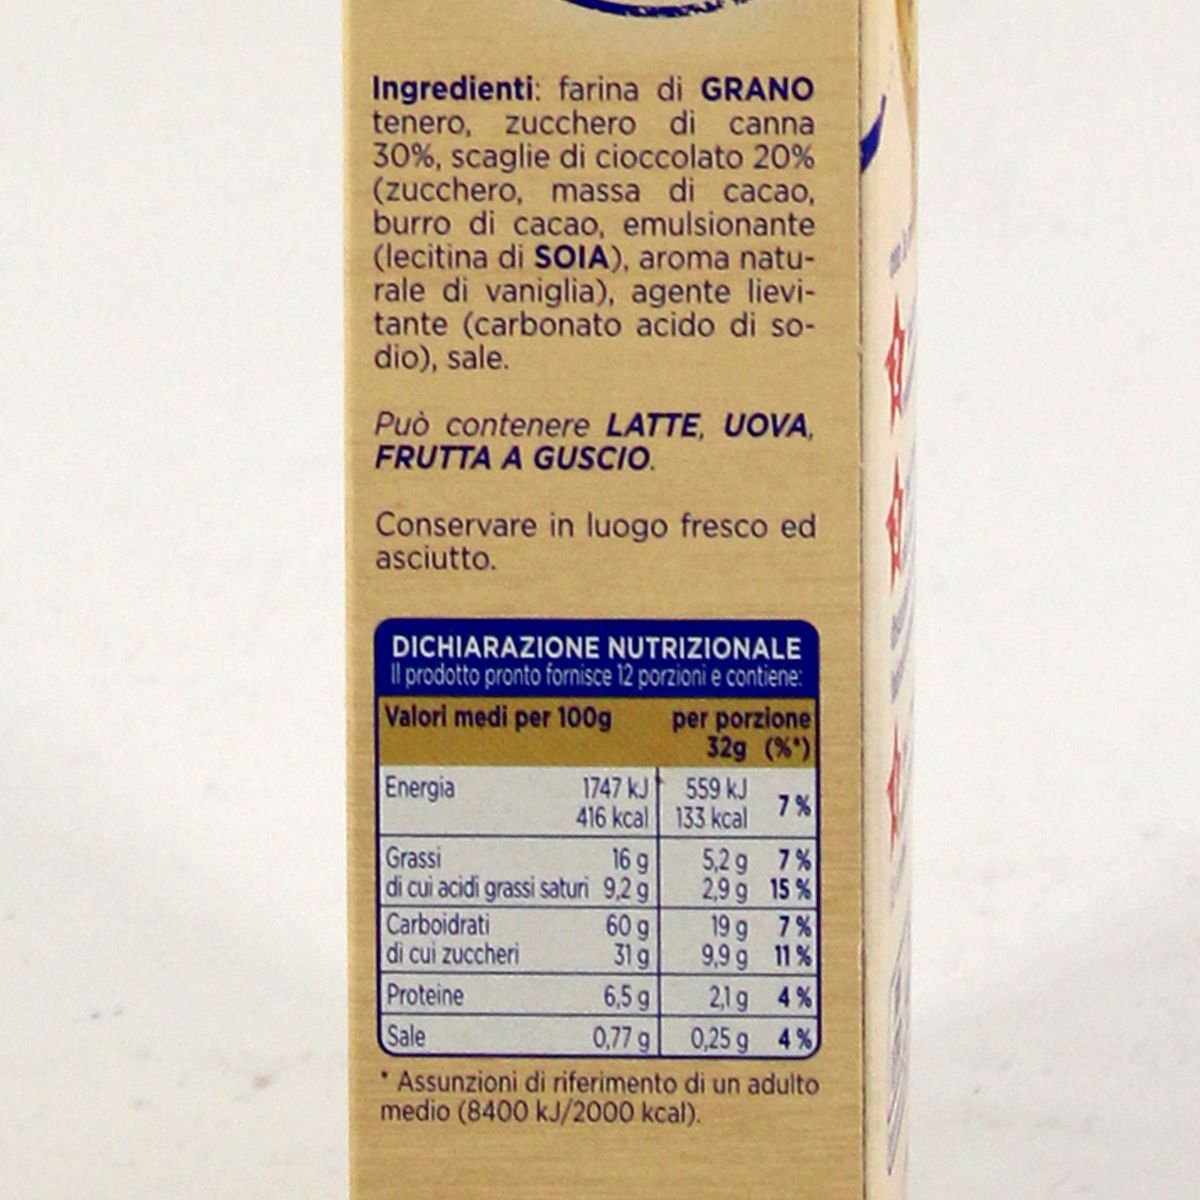 Ingredienti: farina di GRANO
tenero, zucchero di canna
30%, scaglie di cioccolato 20%
(zucchero, massa di cacao,
burro di cacao, emulsionante
(lecitina di SOIA), aroma natu-
rale di vaniglia), agente lievi-
tante (carbonato acido di so-
dio), sale.
Può contenere LATTE, UOVA,
FRUTTA A GUSCIO.
Conservare in luogo fresco ed
asciutto.
DICHIARAZIONE NUTRIZIONALE
Il prodotto pronto fornisce 12 porzioni e contiene:
Valori medi per 100g per porzione
32g (%*)
Energia 1747 kJ 559 kJ
416 kcal 133 kcal 7 %
Grassi 16 g 5,2 g 7 %
di cui acidi grassi saturi 9,2 g 2,9 g 15 %
Carboidrati 60 g 19 g 7 %
di cui zuccheri 31 g 9,9 g 11 %
Proteine 6,5 g 2,1 g 4 %
Sale 0,77 g 0,25 g 4 %
* Assunzioni di riferimento di un adulto
medio (8400 kJ/2000 kcal).